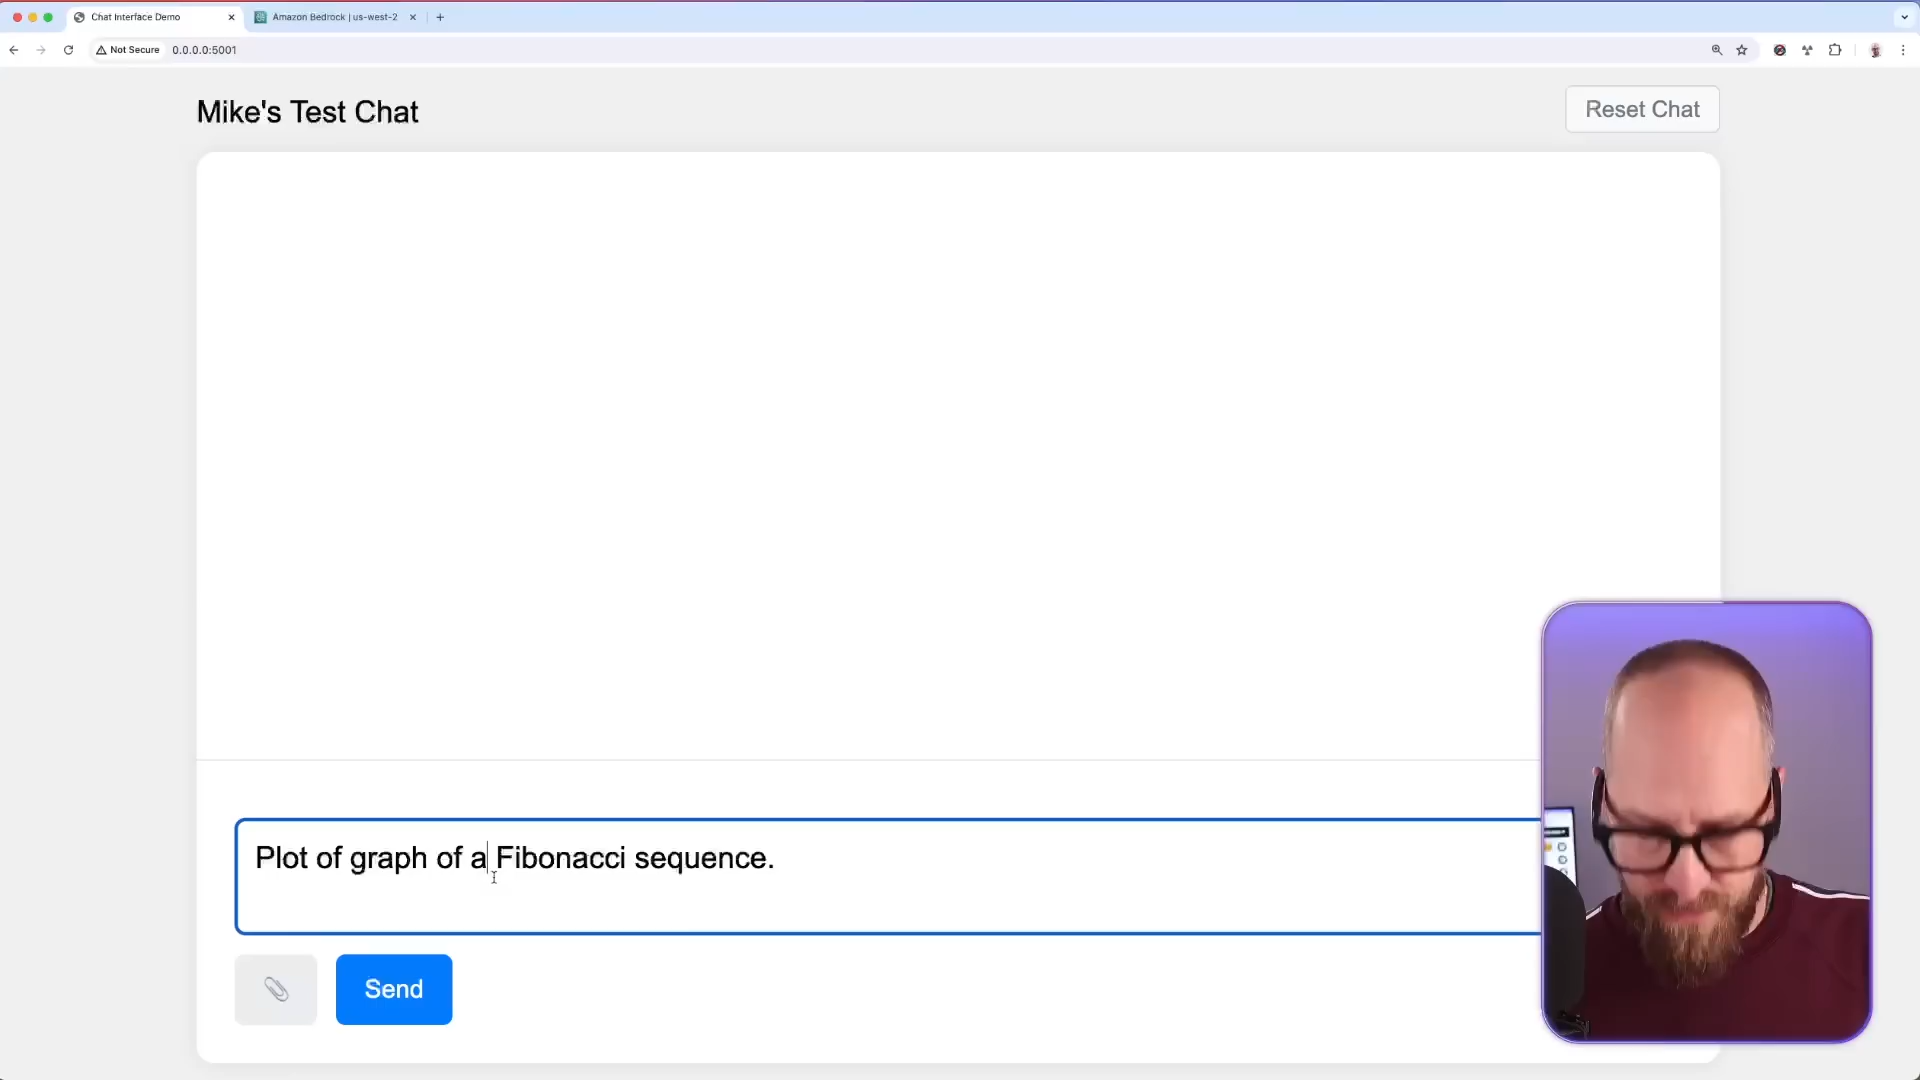 Chat Interface Demo
Amazon Bedrock | us-west-2
Not Secure 0.0.0.0:5001
Mike's Test Chat
Reset Chat
Plot of graph of a Fibonacci sequence.
Send